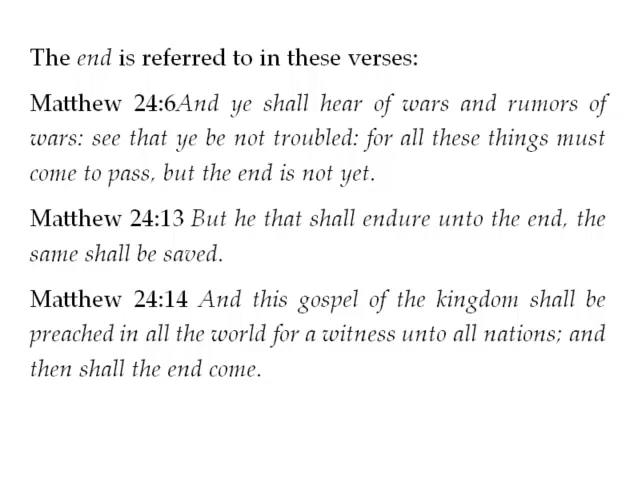 The end is referred to in these verses:
Matthew 24:6And ye shall hear of wars and rumors of
wars: see that ye be not troubled: for all these things must
come to pass, but the end is not yet.
Matthew 24:13 But he that shall endure unto the end, the
same shall be saved.
Matthew 24:14 And this gospel of the kingdom shall be
preached in all the world for a witness unto all nations; and
then shall the end come.